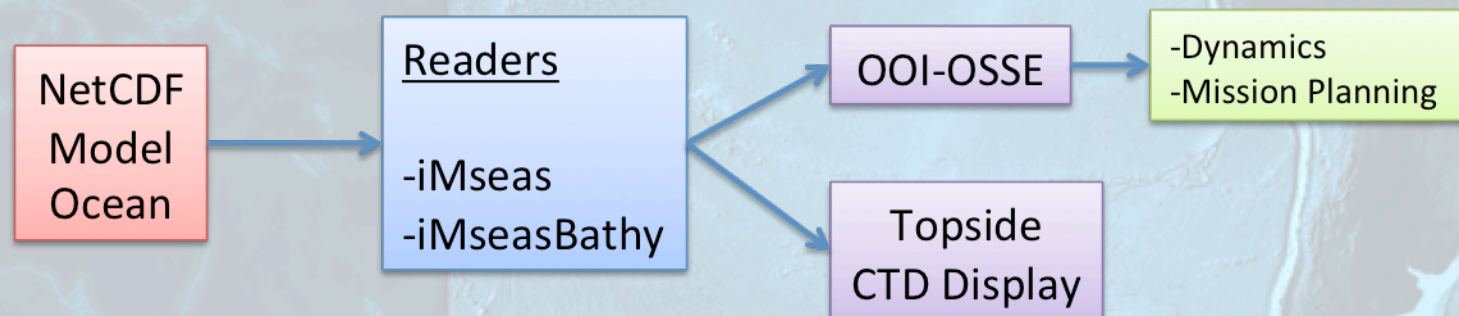 NetCDF
Model
Ocean
Readers
-iMseas
-iMseasBathy
OOI-OSSE
-Dynamics
-Mission Planning
Topside
CTD Display